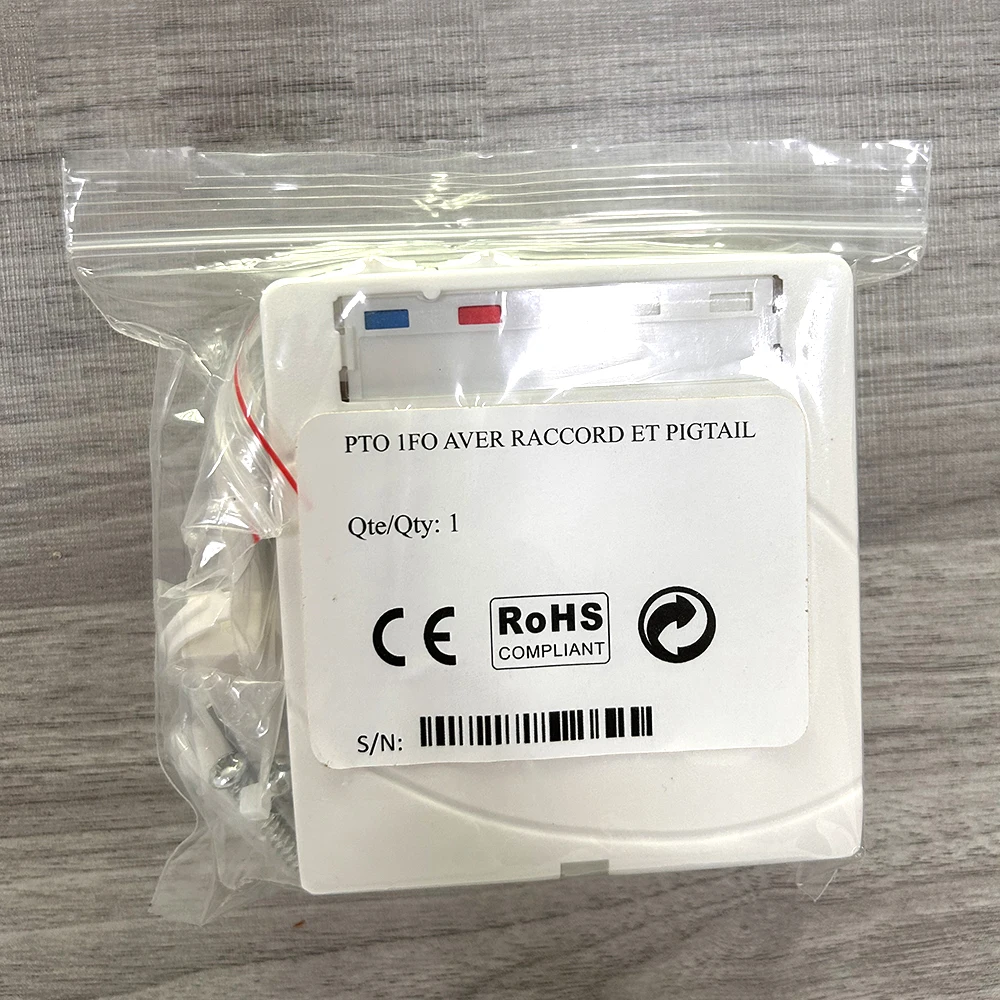 PTO 1FO AVER RACCORD ET PIGTAIL
Qte/Qty: 1
CE
RoHS
COMPLIANT
S/N: